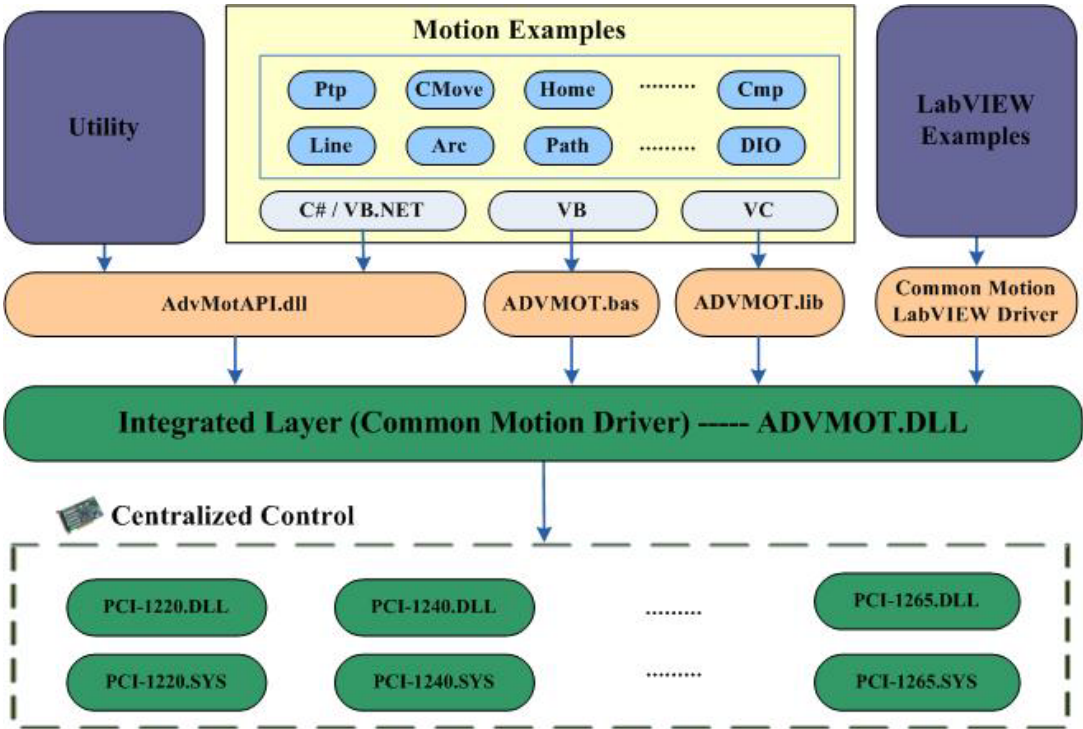 Motion Examples
Utility
LabVIEW
Examples
Ptp
CMove
Home
.........
Cmp
Line
Arc
Path
.........
DIO
C# / VB.NET
VB
VC
AdvMotAPI.dll
ADVMOT.bas
ADVMOT.lib
Common Motion
LabVIEW Driver
Integrated Layer (Common Motion Driver) ----- ADVMOT.DLL
Centralized Control
PCI-1220.DLL
PCI-1240.DLL
.........
PCI-1265.DLL
PCI-1220.SYS
PCI-1240.SYS
.........
PCI-1265.SYS